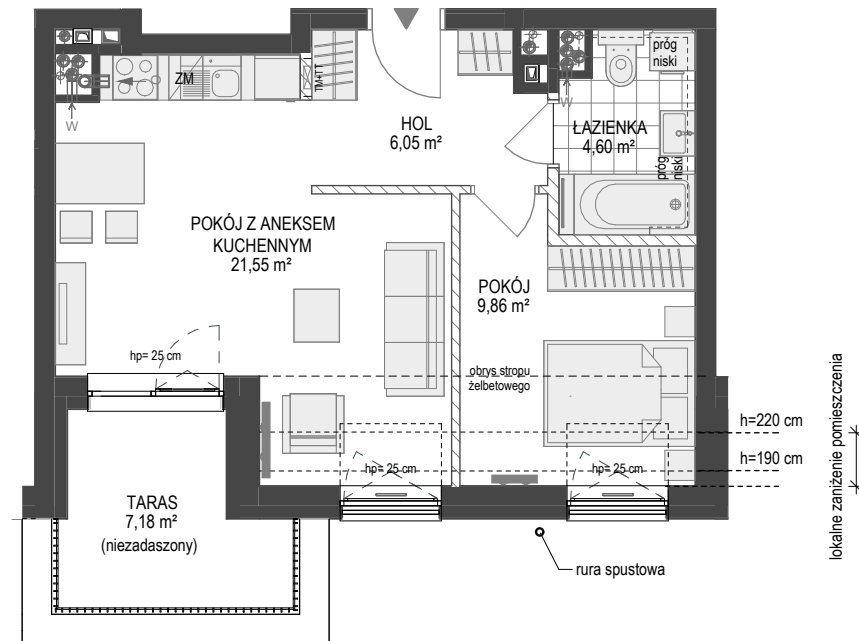 próg
niski
ZM
TM+TT
W
W
HOL
6,05 m²
ŁAZIENKA
4,60 m²
próg
niski
POKÓJ Z ANEKSEM
KUCHENNYM
21,55 m²
POKÓJ
9,86 m²
hp= 25 cm
obrys stropu
żelbetowego
h=220 cm
h=190 cm
lokalne zaniżenie pomieszczenia
hp= 25 cm
hp= 25 cm
TARAS
7,18 m²
(niezadaszony)
rura spustowa